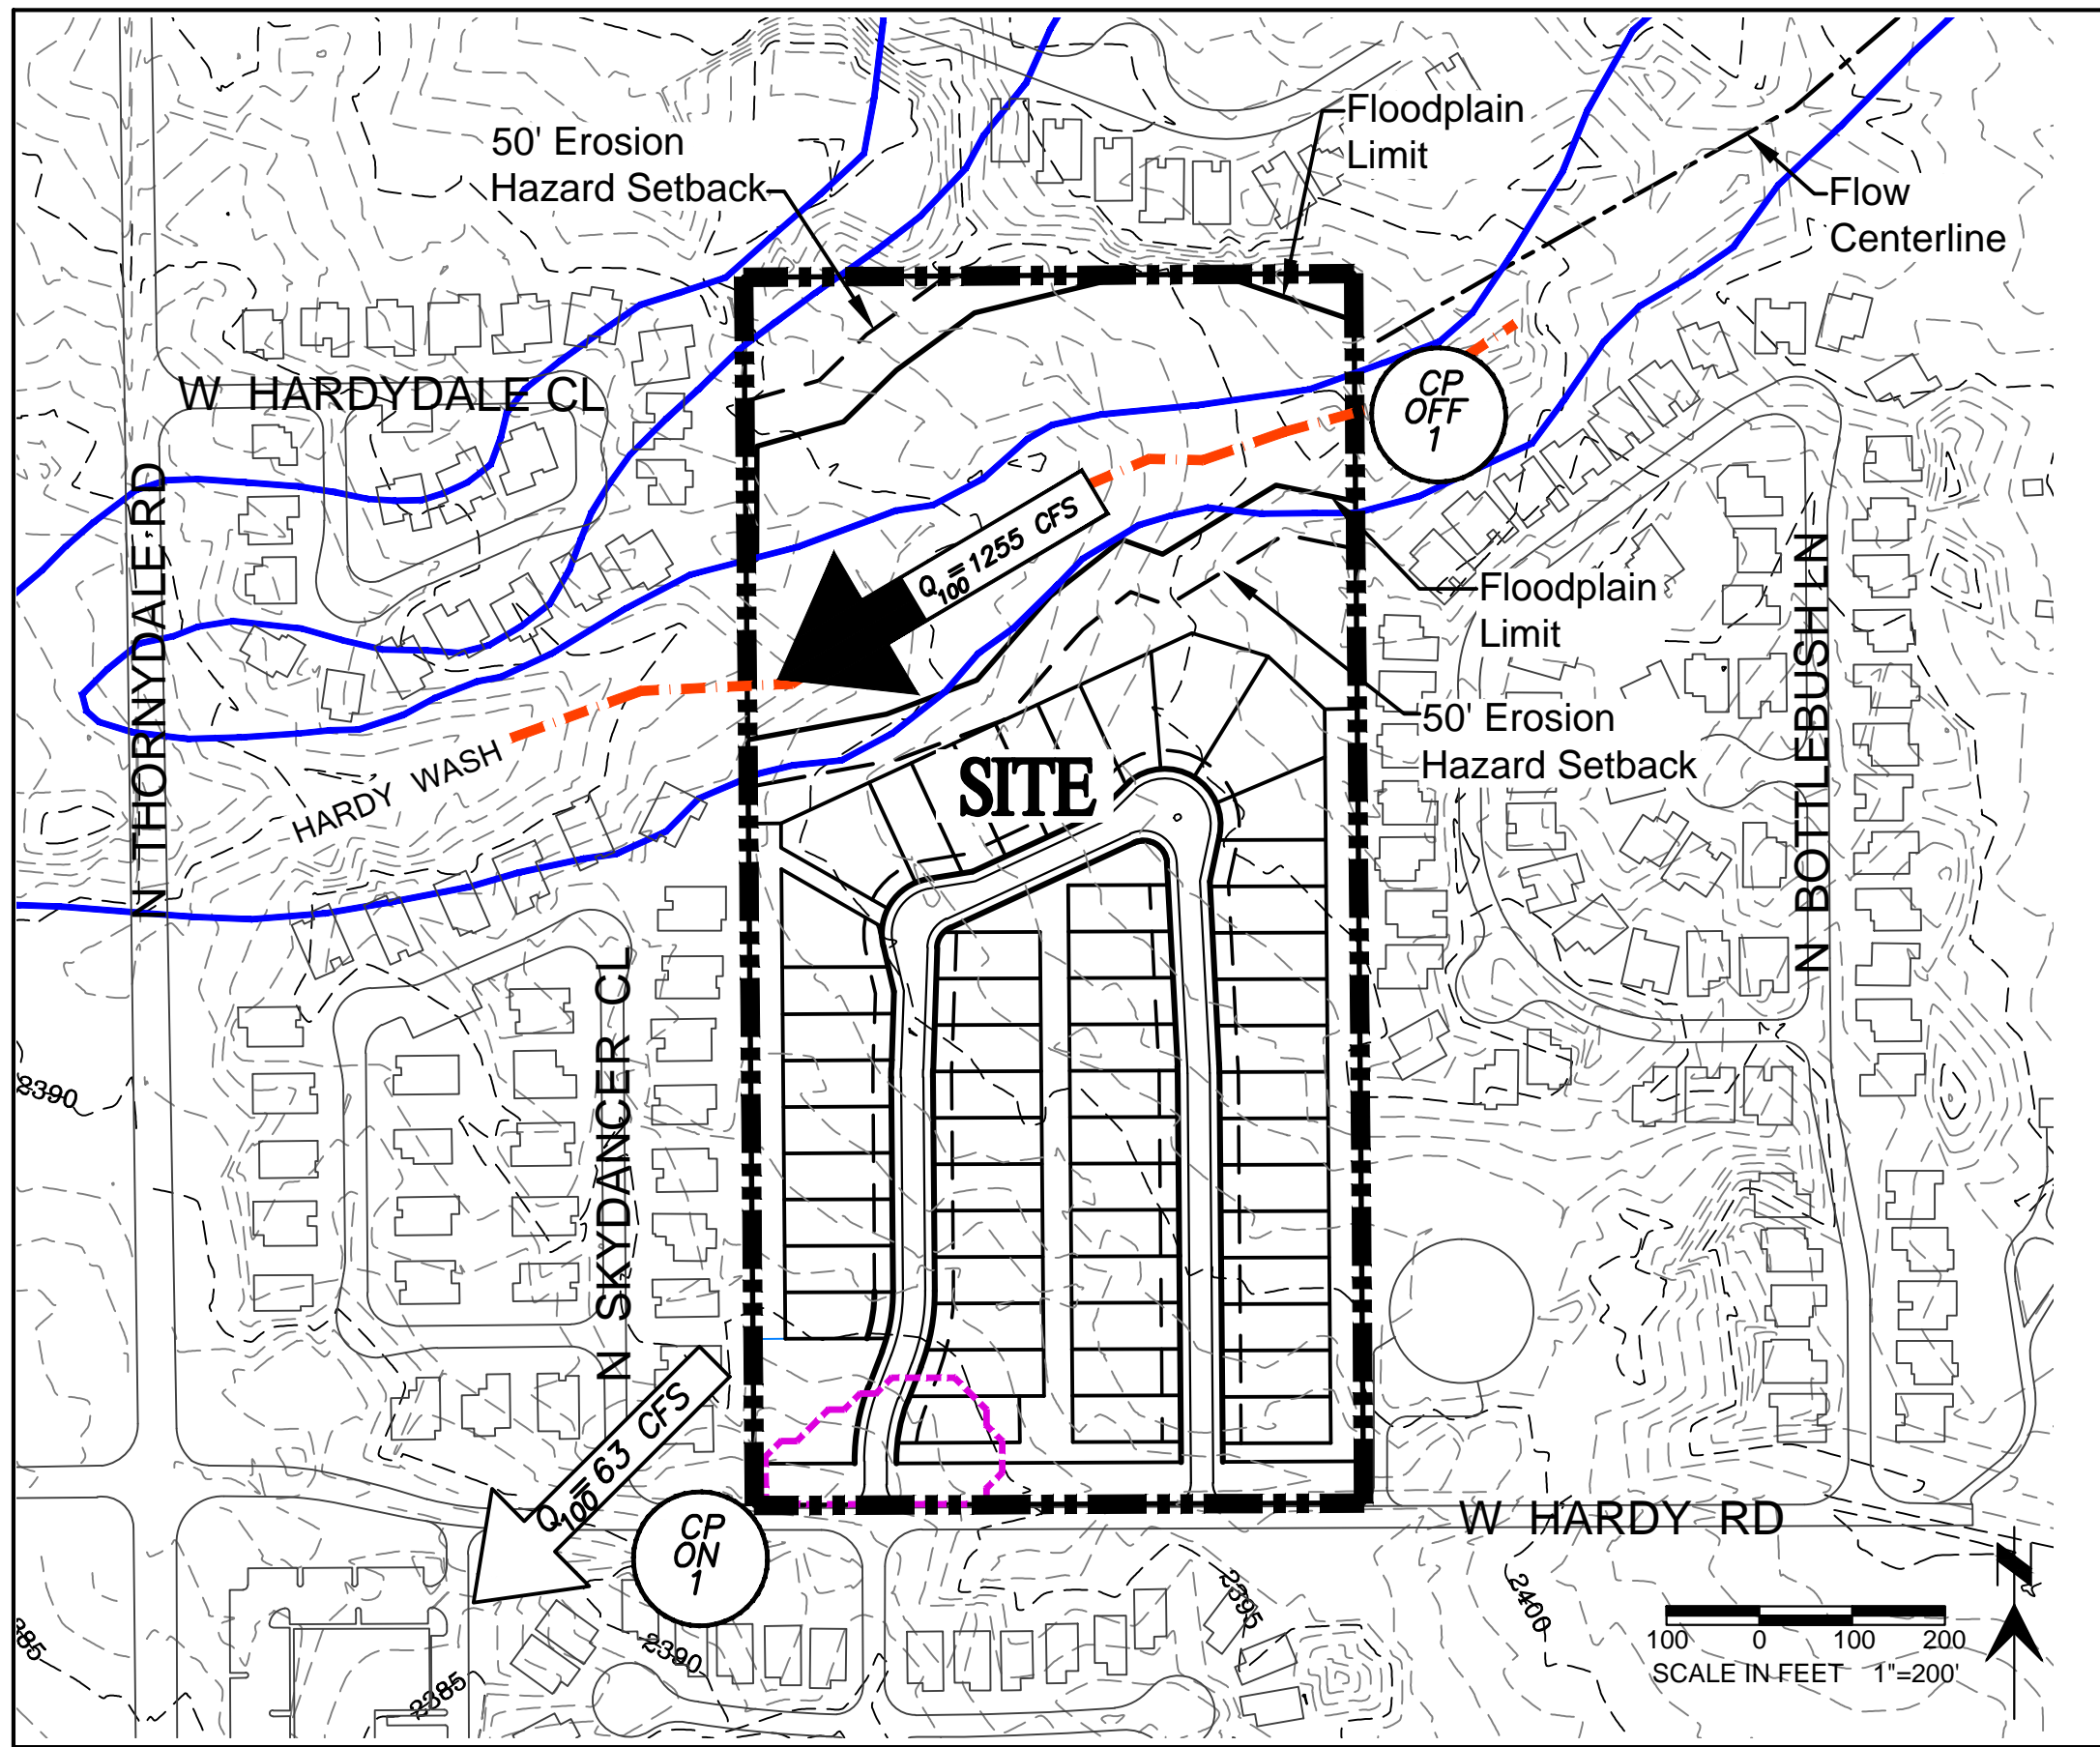 50' Erosion
Hazard Setback
Floodplain
Limit
Flow
Centerline
W HARDYDALE CL
CP
OFF
1
Q100 = 1255 CFS
N THORNYDALE RD
Floodplain
Limit
50' Erosion
Hazard Setback
HARDY WASH
SITE
N BOTTLEBUSH LN
N SKYDANCER CL
2390
Q100 = 63 CFS
CP
ON
1
W HARDY RD
2395
2400
2390
2385
385
100 0 100 200
SCALE IN FEET 1"=200'